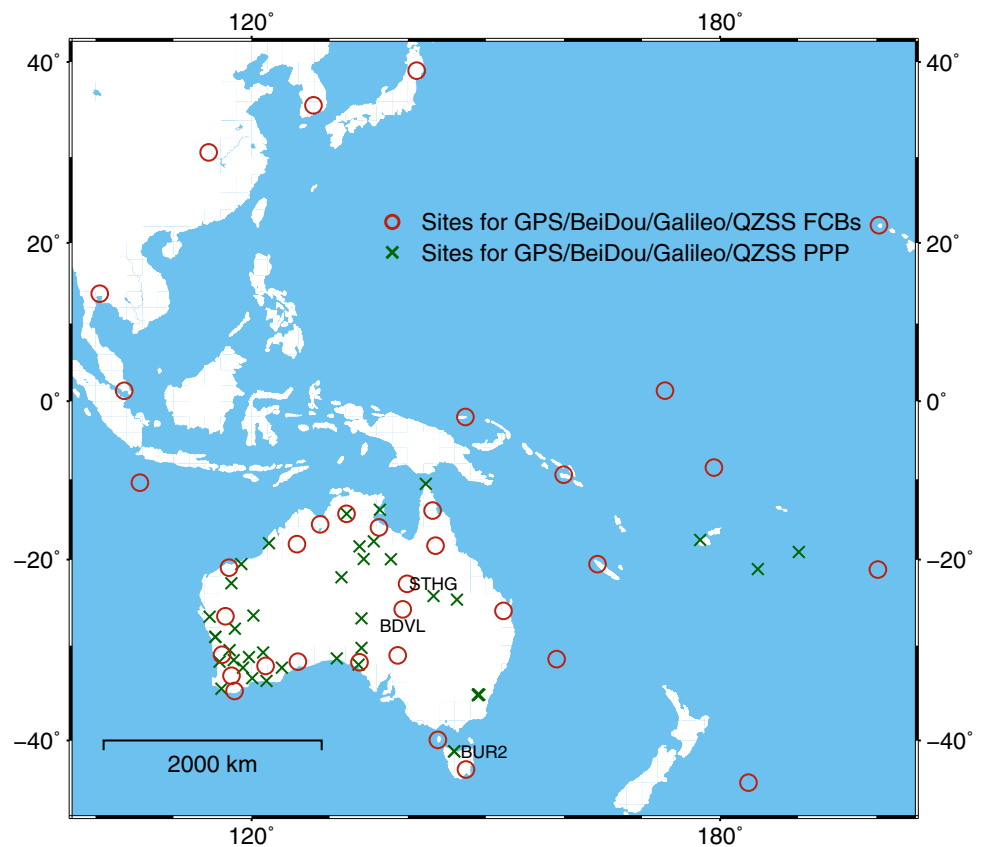 120° 180°
40° 40°
Sites for GPS/BeiDou/Galileo/QZSS FCBs
20° 20°
Sites for GPS/BeiDou/Galileo/QZSS PPP
0° 0°
−20° −20°
STHG
BDVL
−40° −40°
BUR2
2000 km
120° 180°